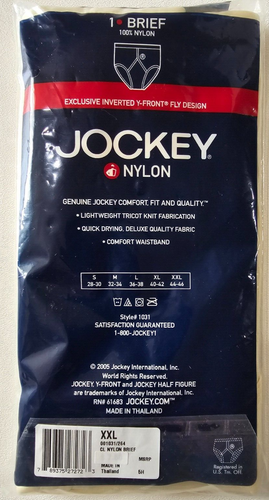 1 • BRIEF
100% NYLON
EXCLUSIVE INVERTED Y-FRONT® FLY DESIGN
JOCKEY®
NYLON
GENUINE JOCKEY COMFORT, FIT AND QUALITY™
• LIGHTWEIGHT TRICOT KNIT FABRICATION
• QUICK DRYING, DELUXE QUALITY FABRIC
• COMFORT WAISTBAND
S M L XL XXL
28-30 32-34 36-38 40-42 44-46
Style# 1031
SATISFACTION GUARANTEED
1-800-JOCKEY1
© 2005 Jockey International, Inc.
World Rights Reserved.
JOCKEY, Y-FRONT and JOCKEY HALF FIGURE
are trademarks of Jockey International, Inc.
RN# 61683 JOCKEY.COM™
MADE IN THAILAND
XXL
001031/264
CL NYLON BRIEF
MSRP
MADE IN
Thailand
SH
Registered in
U.S. Tm. Off.